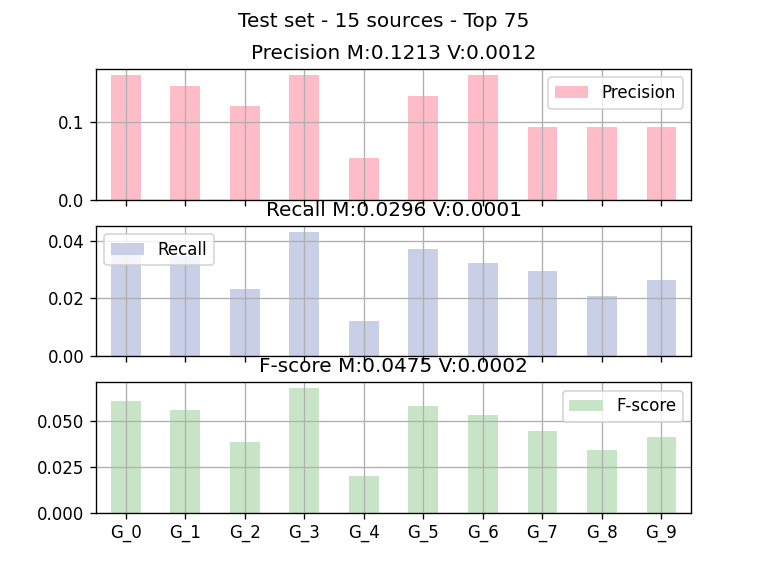 Test set - 15 sources - Top 75
Precision M:0.1213 V:0.0012
Precision
0.1
0.0
Recall M:0.0296 V:0.0001
Recall
0.04
0.02
0.00
F-score M:0.0475 V:0.0002
F-score
0.050
0.025
0.000
G_0 G_1 G_2 G_3 G_4 G_5 G_6 G_7 G_8 G_9